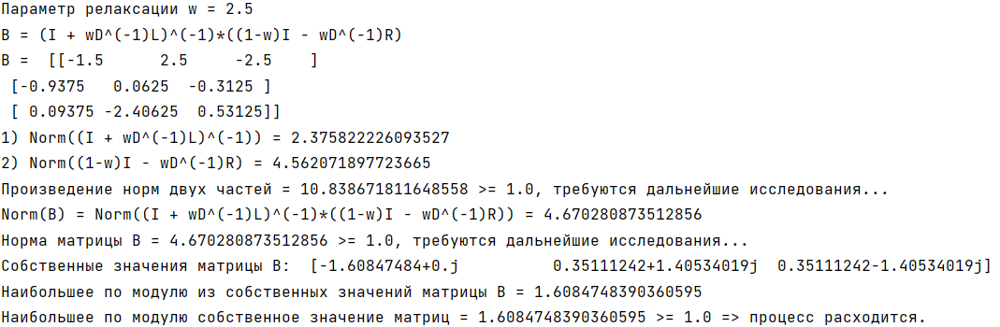 Параметр релаксации w = 2.5
B = (I + wD^(-1)L)^(-1)*((1-w)I - wD^(-1)R)
B =  [[-1.5      2.5     -2.5    ]
 [-0.9375   0.0625  -0.3125 ]
 [ 0.09375 -2.40625  0.53125]]
1) Norm((I + wD^(-1)L)^(-1)) = 2.375822226093527
2) Norm((1-w)I - wD^(-1)R) = 4.562071897723665
Произведение норм двух частей = 10.838671811648558 >= 1.0, требуются дальнейшие исследования...
Norm(B) = Norm((I + wD^(-1)L)^(-1)*((1-w)I - wD^(-1)R)) = 4.670280873512856
Норма матрицы B = 4.670280873512856 >= 1.0, требуются дальнейшие исследования...
Собственные значения матрицы B:  [-1.60847484+0.j          0.35111242+1.40534019j  0.35111242-1.40534019j]
Наибольшее по модулю из собственных значений матрицы B = 1.6084748390360595
Наибольшее по модулю собственное значение матриц = 1.6084748390360595 >= 1.0 => процесс расходится.